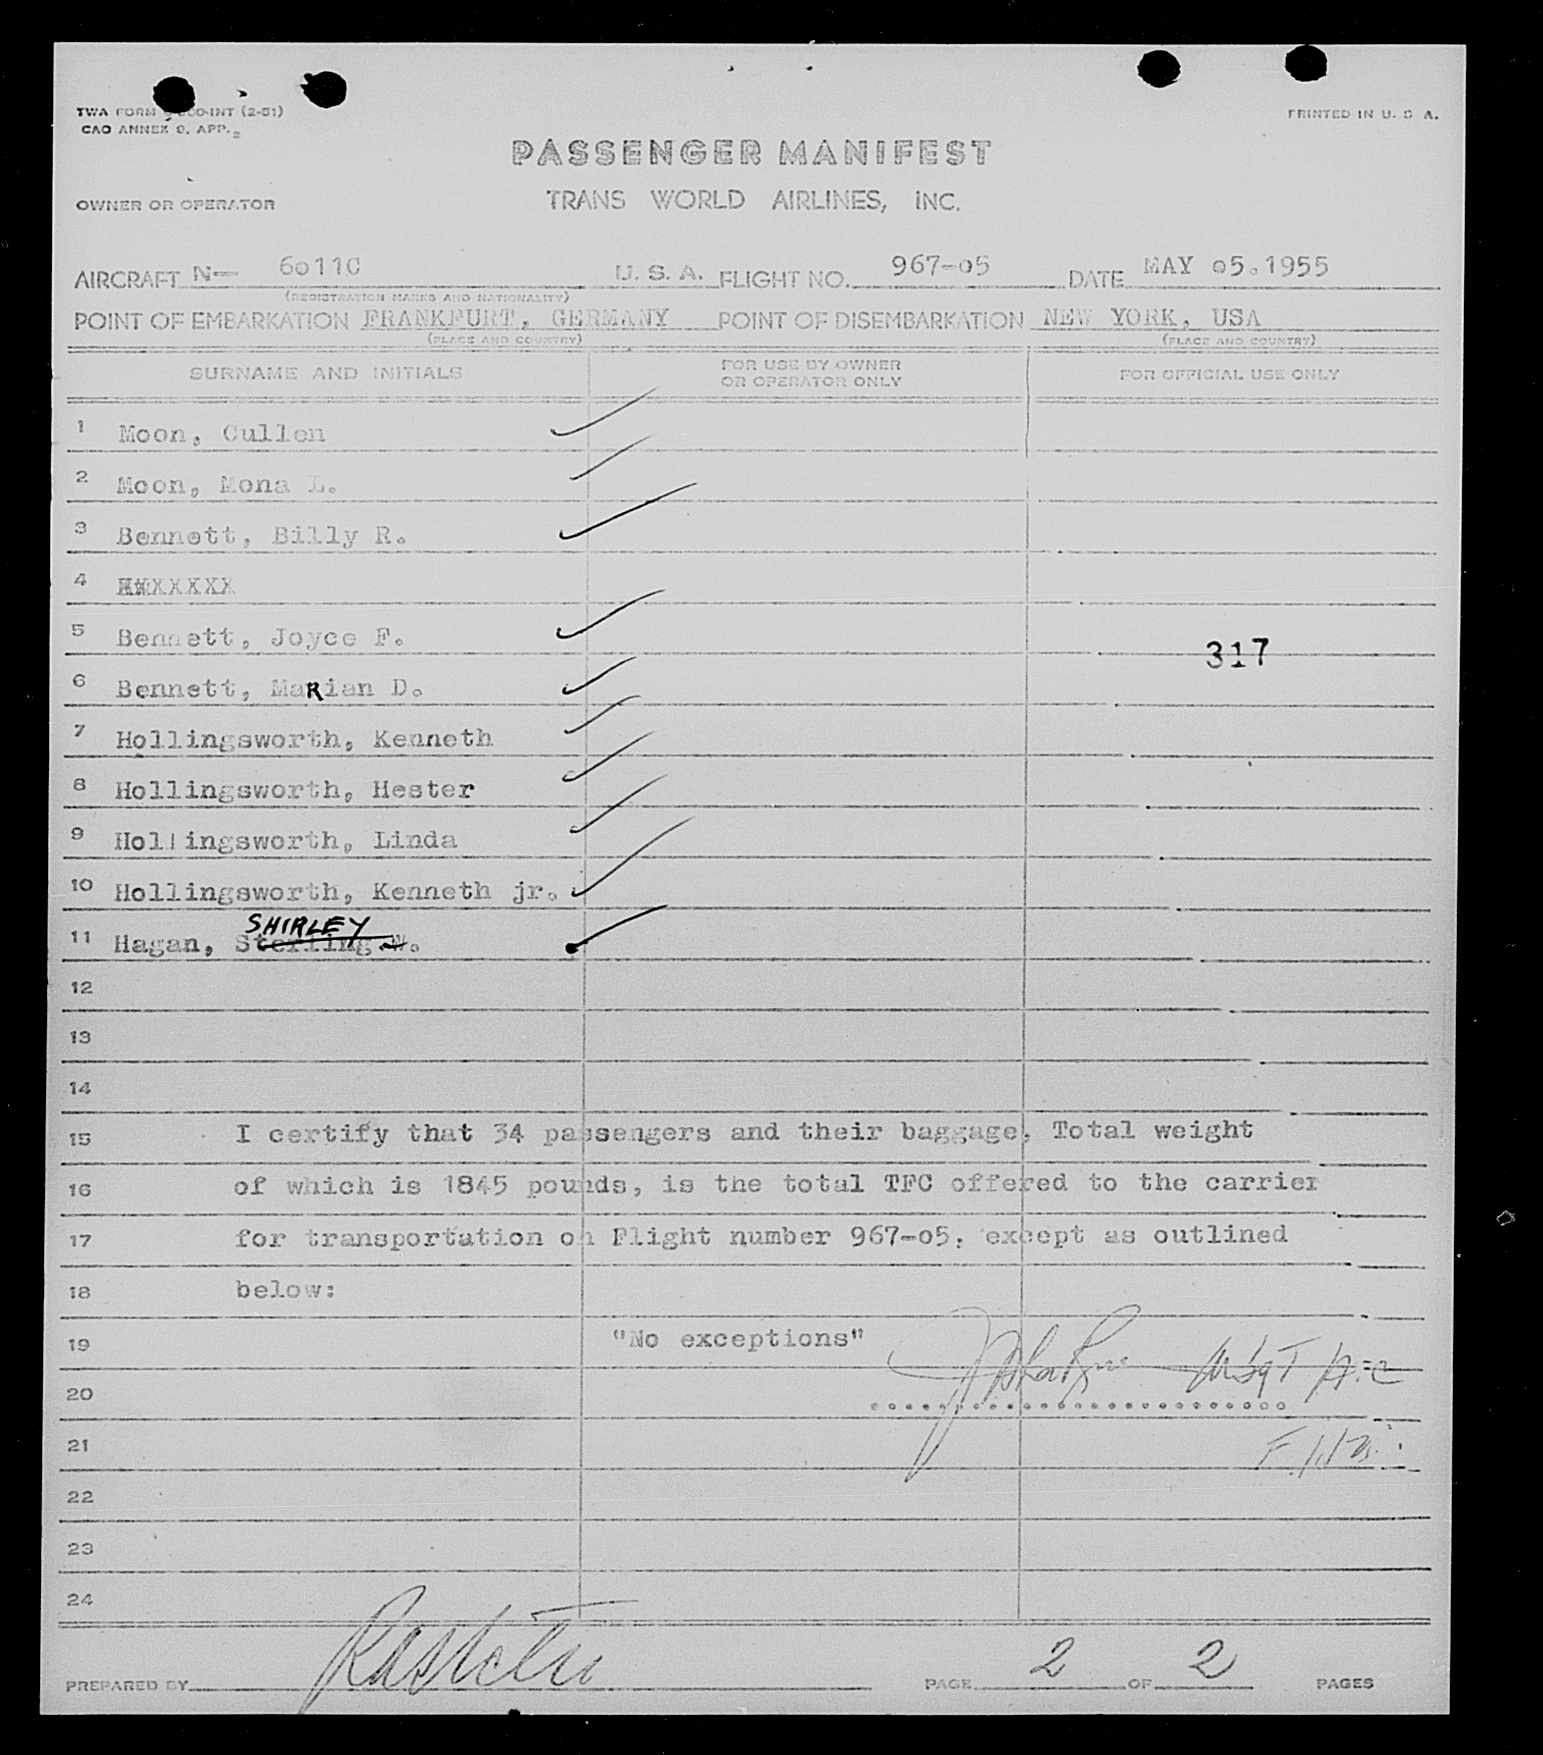 TWA FORM
CAO ANNEX 9. APP. 2
PRINTED IN U. S. A.
PASSENGER MANIFEST
OWNER OR OPERATOR
TRANS WORLD AIRLINES, INC.
AIRCRAFT N- 6011C U. S. A. FLIGHT NO. 967-05 DATE MAY 05.1955
(REGISTRATION MARKS AND NATIONALITY)
POINT OF EMBARKATION FRANKFURT, GERMANY POINT OF DISEMBARKATION NEW YORK, USA
(PLACE AND COUNTRY) (PLACE AND COUNTRY)
SURNAME AND INITIALS FOR USE BY OWNER OR OPERATOR ONLY FOR OFFICIAL USE ONLY
1 Moon, Cullen
2 Moon, Mona L.
3 Bennett, Billy R.
4 XXXXXXX
5 Bennett, Joyce F.
317
6 Bennett, MaRian D.
7 Hollingsworth, Kenneth
8 Hollingsworth, Hester
9 Hollingsworth, Linda
10 Hollingsworth, Kenneth jr.
SHIRLEY
11 Hagan, Sterling W.
12
13
14
15 I certify that 34 passengers and their baggage, Total weight
16 of which is 1845 pounds, is the total TFC offered to the carrier
17 for transportation on Flight number 967-05, except as outlined
18 below:
19 "No exceptions"
M/Sgt
20
21
22
23
24
PREPARED BY PAGE 2 OF 2 PAGES